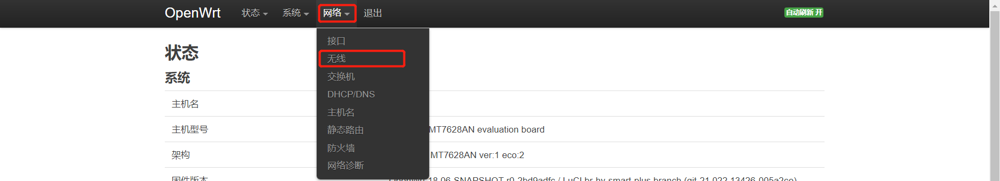 OpenWrt 状态 系统 网络 退出 自动刷新 开
接口
无线
交换机
DHCP/DNS
主机名
静态路由
防火墙
网络诊断
状态
系统
主机名
主机型号 MT7628AN evaluation board
架构 MT7628AN ver:1 eco:2
固件版本 OpenWrt 18.06-SNAPSHOT r0-2bd9adfc / LuCI br-hy-smart-plus branch (git-21.022.13426-005a2co)